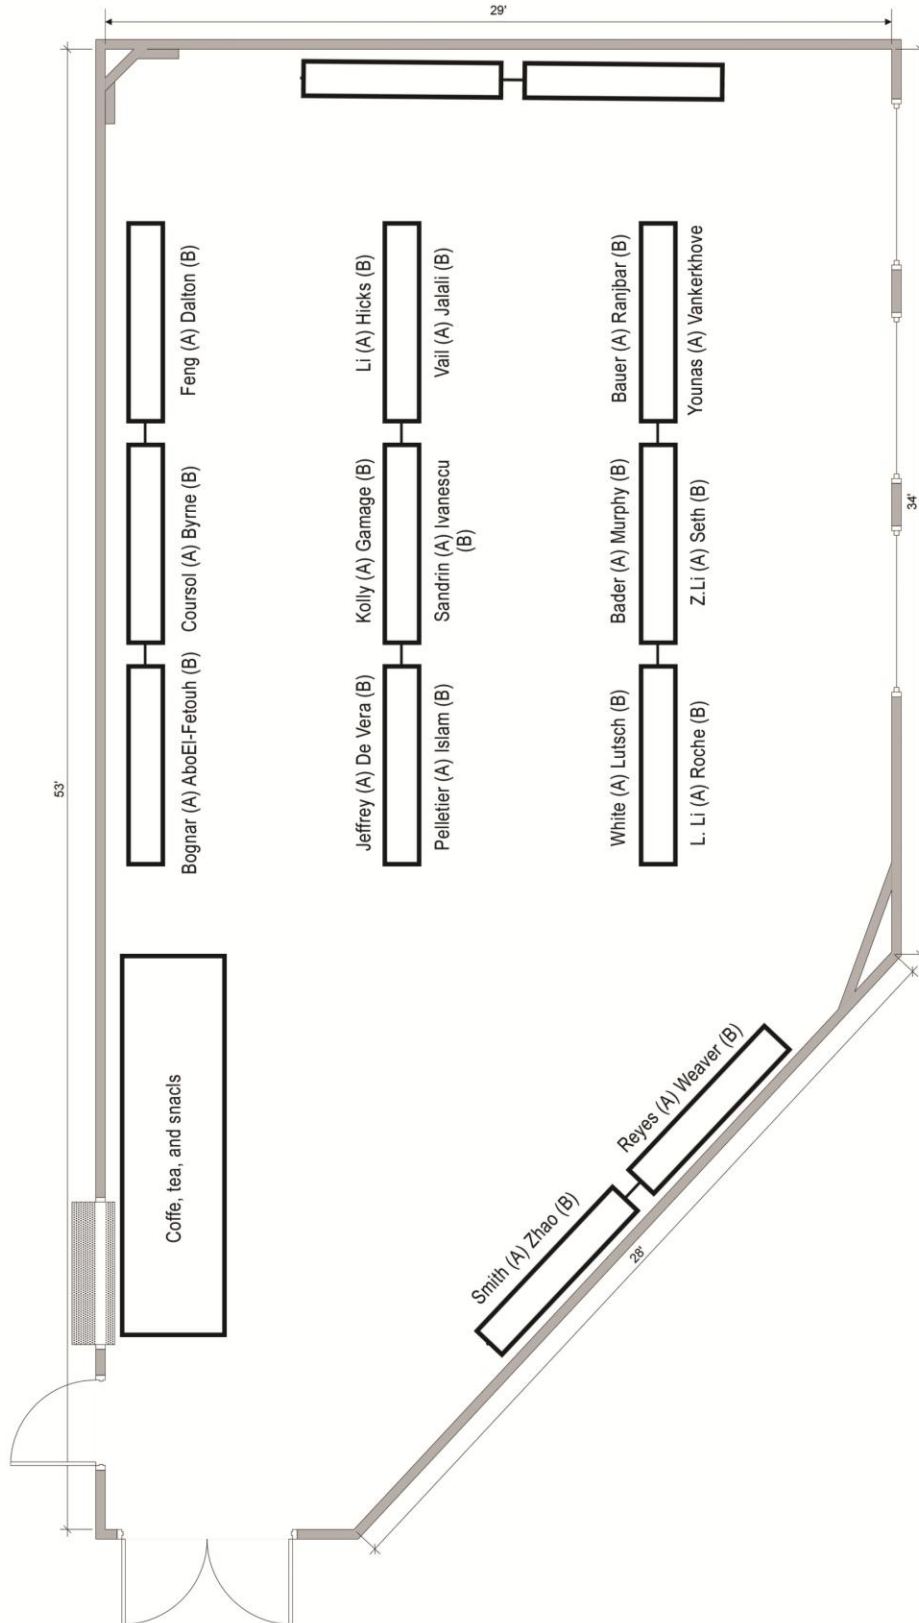 29'
53'
34'
28'
Feng (A) Dalton (B)
Coursol (A) Byrne (B)
Bognar (A) AboEl-Fetouh (B)
Li (A) Hicks (B)
Vail (A) Jalali (B)
Kolly (A) Gamage (B)
Sandrin (A) Ivanescu
(B)
Jeffrey (A) De Vera (B)
Pelletier (A) Islam (B)
Bauer (A) Ranjbar (B)
Younas (A) Vankerkhove
Bader (A) Murphy (B)
Z.Li (A) Seth (B)
White (A) Lutsch (B)
L. Li (A) Roche (B)
Coffe, tea, and snacls
Reyes (A) Weaver (B)
Smith (A) Zhao (B)